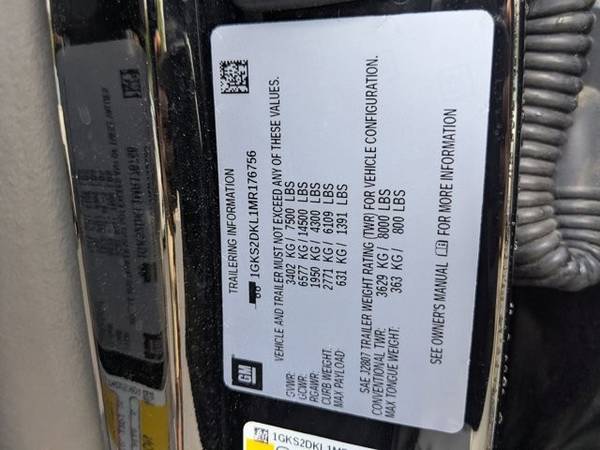 GM
TRAILERING INFORMATION
1GKS2DKL1MR176756
VEHICLE AND TRAILER MUST NOT EXCEED ANY OF THESE VALUES.
GVWR: 3402 KG / 7500 LBS
GCWR: 6577 KG / 14500 LBS
RGAWR: 1950 KG / 4300 LBS
CURB WEIGHT: 2771 KG / 6109 LBS
MAX PAYLOAD: 631 KG / 1391 LBS
SAE J2807 TRAILER WEIGHT RATING (TWR) FOR VEHICLE CONFIGURATION.
CONVENTIONAL TWR: 3629 KG / 8000 LBS
MAX TONGUE WEIGHT: 363 KG / 800 LBS
SEE OWNER'S MANUAL FOR MORE INFORMATION
1GKS2DKL1MR